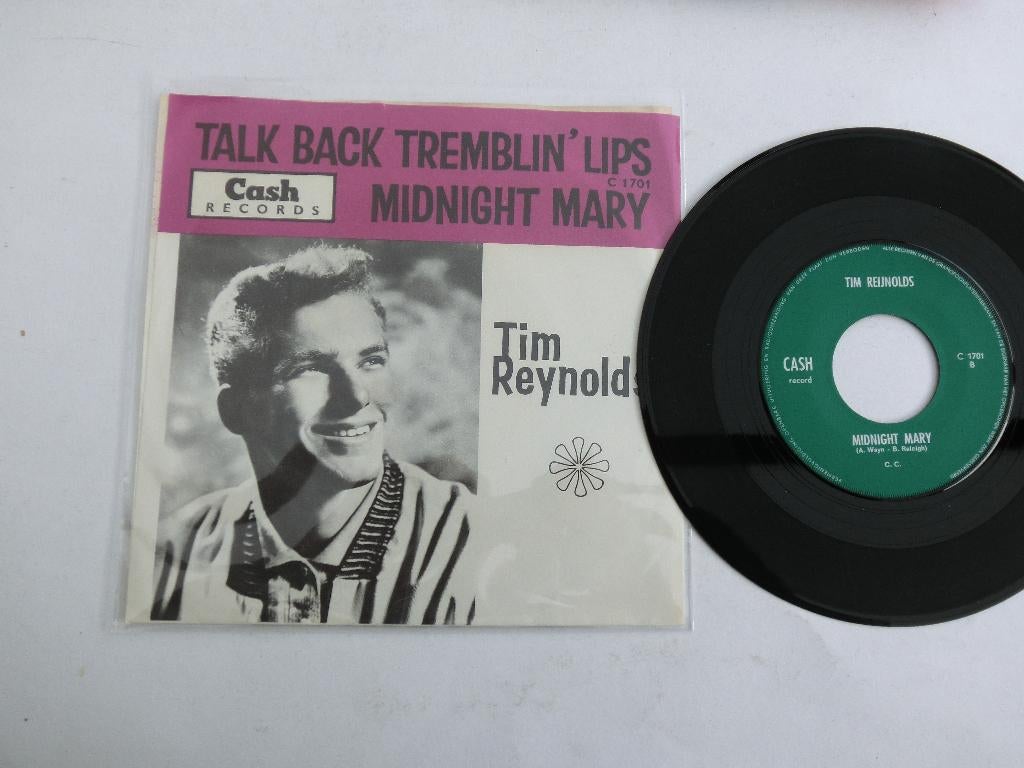 TALK BACK TREMBLIN' LIPS
C 1701
Cash
RECORDS
MIDNIGHT MARY
Tim
Reynolds
TIM REIJNOLDS
CASH
record
C 1701
B
MIDNIGHT MARY
(A. Wayn - B. Raleigh)
C. C.